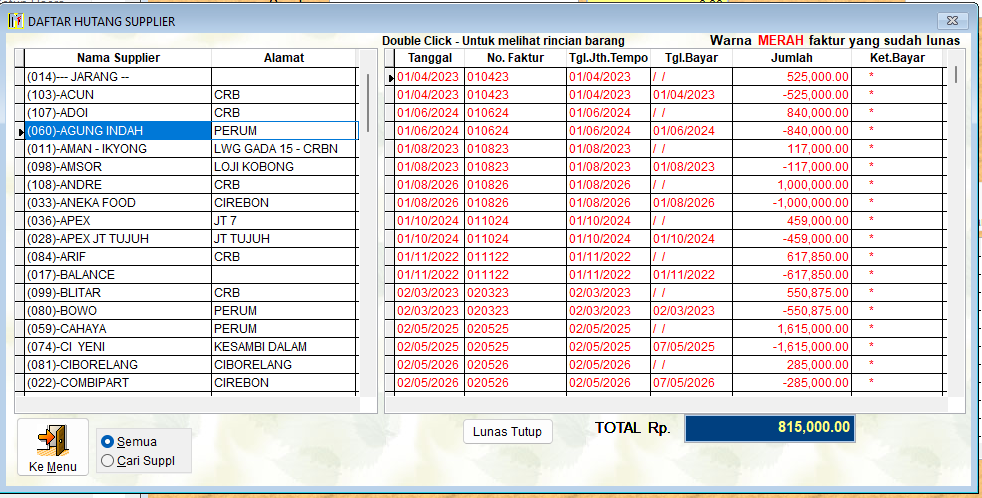 DAFTAR HUTANG SUPPLIER
Double Click - Untuk melihat rincian barang
Warna MERAH faktur yang sudah lunas
Nama Supplier Alamat
(014)--- JARANG --
(103)-ACUN CRB
(107)-ADOI CRB
(060)-AGUNG INDAH PERUM
(011)-AMAN - IKYONG LWG GADA 15 - CRBN
(098)-AMSOR LOJI KOBONG
(108)-ANDRE CRB
(033)-ANEKA FOOD CIREBON
(036)-APEX JT 7
(028)-APEX JT TUJUH JT TUJUH
(084)-ARIF CRB
(017)-BALANCE
(099)-BLITAR CRB
(080)-BOWO PERUM
(059)-CAHAYA PERUM
(074)-CI YENI KESAMBI DALAM
(081)-CIBORELANG CIBORELANG
(022)-COMBIPART CIREBON
Tanggal No. Faktur Tgl.Jth.Tempo Tgl.Bayar Jumlah Ket.Bayar
01/04/2023 010423 01/04/2023 / / 525,000.00 *
01/04/2023 010423 01/04/2023 01/04/2023 -525,000.00 *
01/06/2024 010624 01/06/2024 / / 840,000.00 *
01/06/2024 010624 01/06/2024 01/06/2024 -840,000.00 *
01/08/2023 010823 01/08/2023 / / 117,000.00 *
01/08/2023 010823 01/08/2023 01/08/2023 -117,000.00 *
01/08/2026 010826 01/08/2026 / / 1,000,000.00 *
01/08/2026 010826 01/08/2026 01/08/2026 -1,000,000.00 *
01/10/2024 011024 01/10/2024 / / 459,000.00 *
01/10/2024 011024 01/10/2024 01/10/2024 -459,000.00 *
01/11/2022 011122 01/11/2022 / / 617,850.00 *
01/11/2022 011122 01/11/2022 01/11/2022 -617,850.00 *
02/03/2023 020323 02/03/2023 / / 550,875.00 *
02/03/2023 020323 02/03/2023 02/03/2023 -550,875.00 *
02/05/2025 020525 02/05/2025 / / 1,615,000.00 *
02/05/2025 020525 02/05/2025 07/05/2025 -1,615,000.00 *
02/05/2026 020526 02/05/2026 / / 285,000.00 *
02/05/2026 020526 02/05/2026 07/05/2026 -285,000.00 *
Ke Menu
Semua
Cari Suppl
Lunas Tutup
TOTAL Rp. 815,000.00